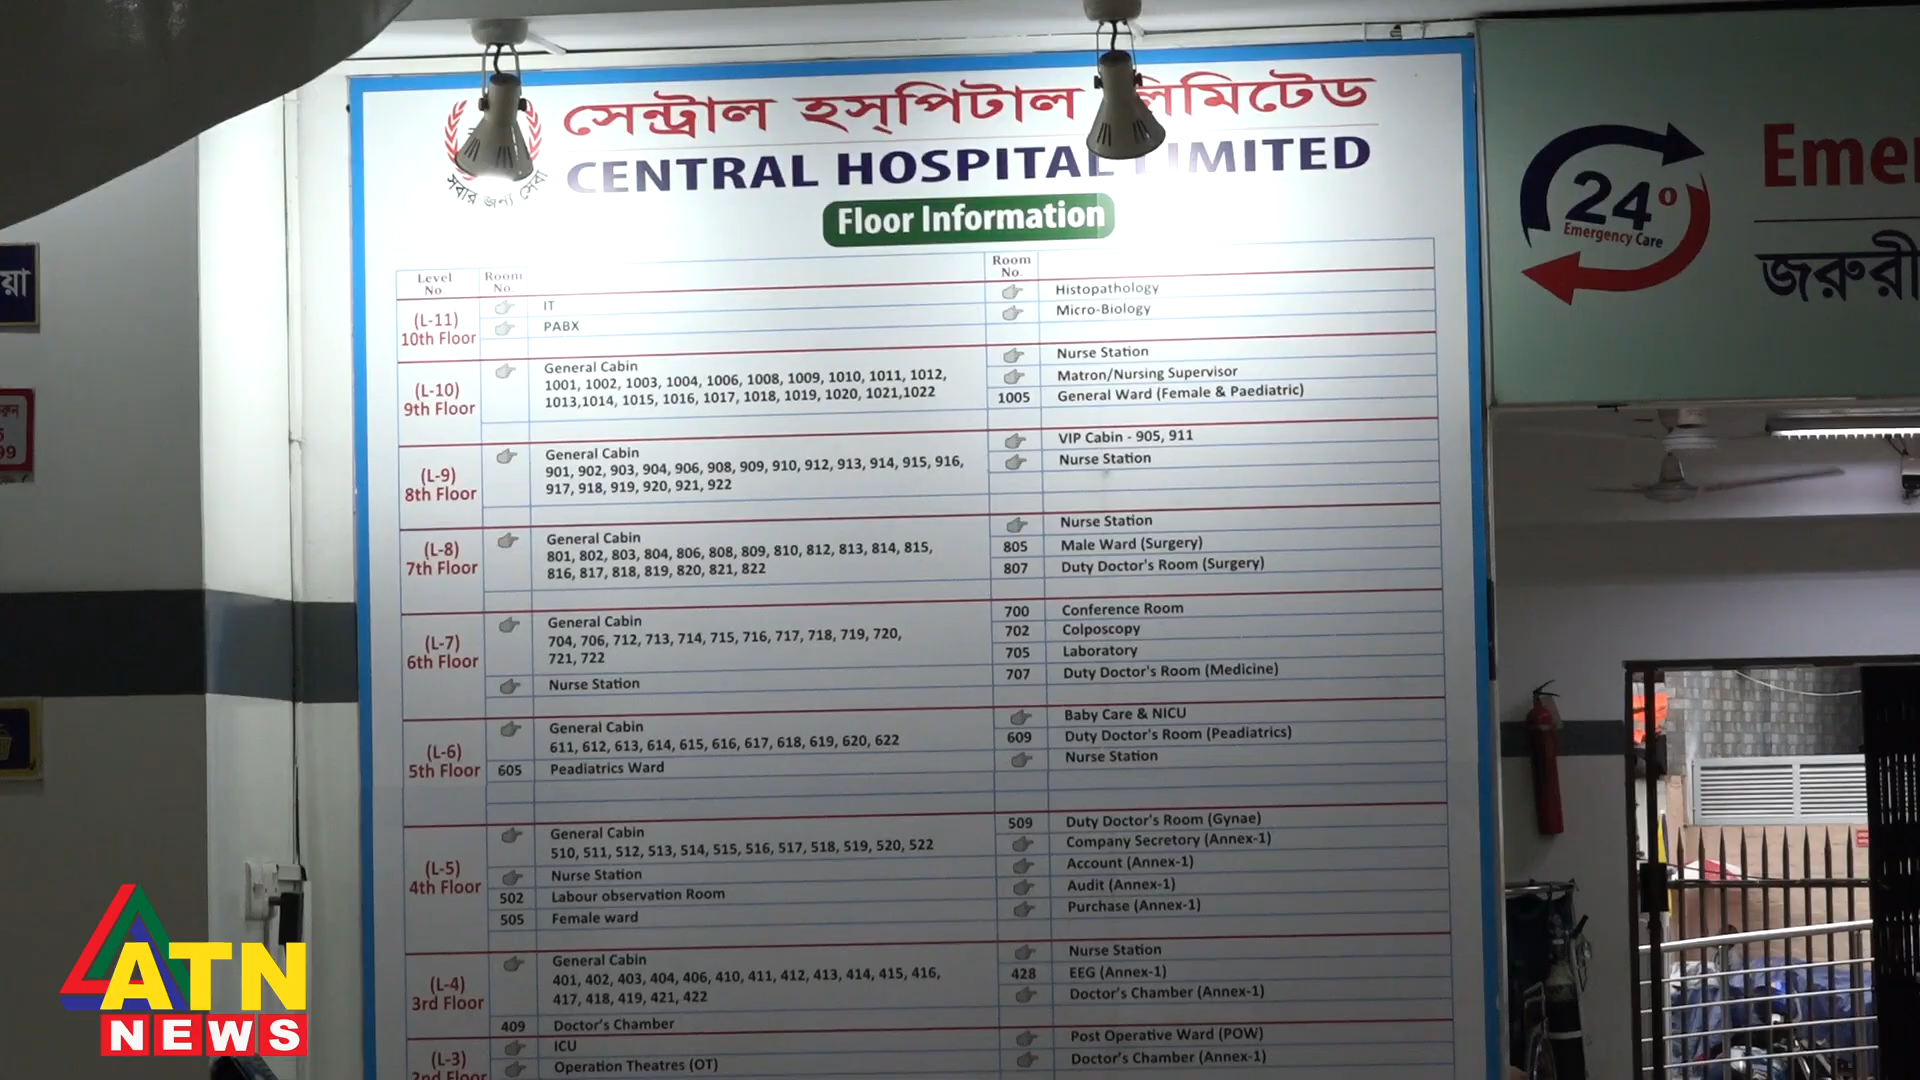 সেন্ট্রাল হস্‌পিটাল লিমিটেড
CENTRAL HOSPITAL LIMITED
সবার জন্য সেবা
Floor Information
Level No
Room No.
Room No.
(L-11)
10th Floor
IT
PABX
Histopathology
Micro-Biology
(L-10)
9th Floor
General Cabin
1001, 1002, 1003, 1004, 1006, 1008, 1009, 1010, 1011, 1012,
1013,1014, 1015, 1016, 1017, 1018, 1019, 1020, 1021,1022
Nurse Station
Matron/Nursing Supervisor
1005 General Ward (Female & Paediatric)
(L-9)
8th Floor
General Cabin
901, 902, 903, 904, 906, 908, 909, 910, 912, 913, 914, 915, 916,
917, 918, 919, 920, 921, 922
VIP Cabin - 905, 911
Nurse Station
(L-8)
7th Floor
General Cabin
801, 802, 803, 804, 806, 808, 809, 810, 812, 813, 814, 815,
816, 817, 818, 819, 820, 821, 822
Nurse Station
805 Male Ward (Surgery)
807 Duty Doctor's Room (Surgery)
(L-7)
6th Floor
General Cabin
704, 706, 712, 713, 714, 715, 716, 717, 718, 719, 720,
721, 722
Nurse Station
700 Conference Room
702 Colposcopy
705 Laboratory
707 Duty Doctor's Room (Medicine)
(L-6)
5th Floor
General Cabin
611, 612, 613, 614, 615, 616, 617, 618, 619, 620, 622
605 Peadiatrics Ward
Baby Care & NICU
609 Duty Doctor's Room (Peadiatrics)
Nurse Station
(L-5)
4th Floor
General Cabin
510, 511, 512, 513, 514, 515, 516, 517, 518, 519, 520, 522
Nurse Station
502 Labour observation Room
505 Female ward
509 Duty Doctor's Room (Gynae)
Company Secretory (Annex-1)
Account (Annex-1)
Audit (Annex-1)
Purchase (Annex-1)
(L-4)
3rd Floor
General Cabin
401, 402, 403, 404, 406, 410, 411, 412, 413, 414, 415, 416,
417, 418, 419, 421, 422
409 Doctor's Chamber
Nurse Station
428 EEG (Annex-1)
Doctor's Chamber (Annex-1)
(L-3)
2nd Floor
ICU
Operation Theatres (OT)
Post Operative Ward (POW)
Doctor's Chamber (Annex-1)
24°
Emergency Care
Emer
জরুরী
য়া
99
ATN
NEWS